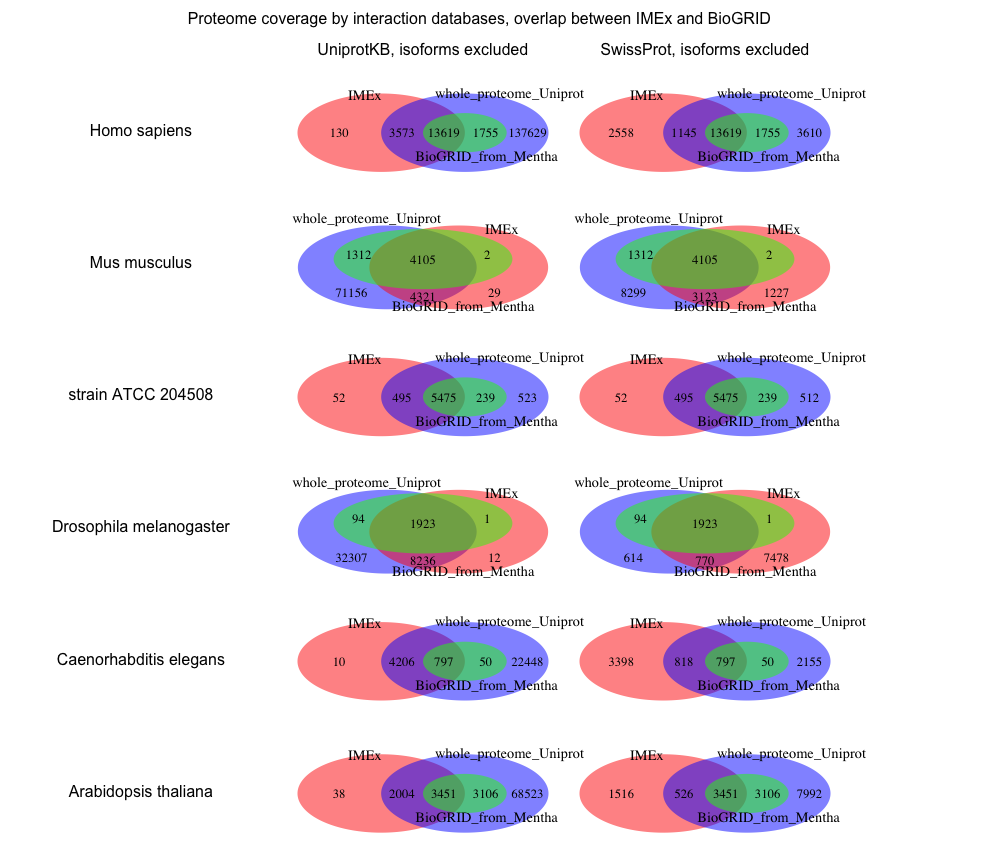 Proteome coverage by interaction databases, overlap between IMEx and BioGRID
UniprotKB, isoforms excluded
SwissProt, isoforms excluded
Homo sapiens
IMEx
whole_proteome_Uniprot
130 3573 13619 1755 137629
BioGRID_from_Mentha
IMEx
whole_proteome_Uniprot
2558 1145 13619 1755 3610
BioGRID_from_Mentha
Mus musculus
whole_proteome_Uniprot
IMEx
1312 4105 2
71156 4321 29
BioGRID_from_Mentha
whole_proteome_Uniprot
IMEx
1312 4105 2
8299 3123 1227
BioGRID_from_Mentha
strain ATCC 204508
IMEx
whole_proteome_Uniprot
52 495 5475 239 523
BioGRID_from_Mentha
IMEx
whole_proteome_Uniprot
52 495 5475 239 512
BioGRID_from_Mentha
Drosophila melanogaster
whole_proteome_Uniprot
IMEx
94 1923 1
32307 8236 12
BioGRID_from_Mentha
whole_proteome_Uniprot
IMEx
94 1923 1
614 770 7478
BioGRID_from_Mentha
Caenorhabditis elegans
IMEx
whole_proteome_Uniprot
10 4206 797 50 22448
BioGRID_from_Mentha
IMEx
whole_proteome_Uniprot
3398 818 797 50 2155
BioGRID_from_Mentha
Arabidopsis thaliana
IMEx
whole_proteome_Uniprot
38 2004 3451 3106 68523
BioGRID_from_Mentha
IMEx
whole_proteome_Uniprot
1516 526 3451 3106 7992
BioGRID_from_Mentha